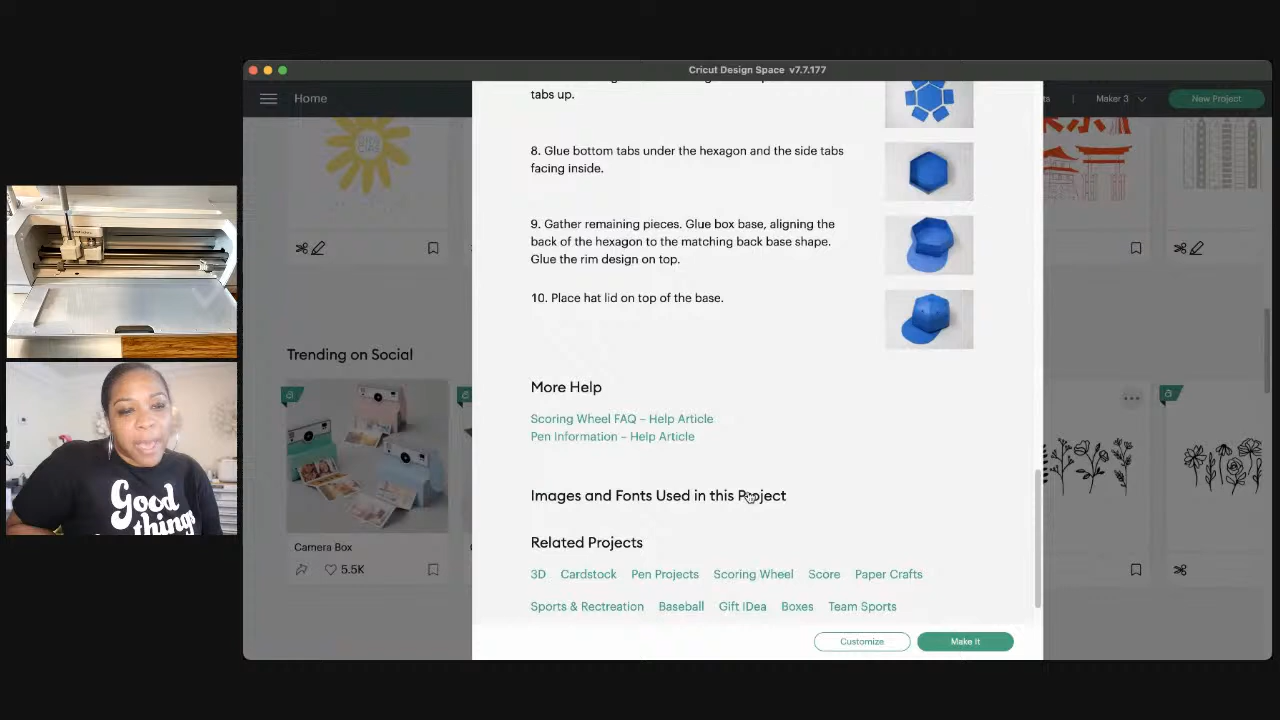 Cricut Design Space v7.7.177
Home
Maker 3
New Project
tabs up.
8. Glue bottom tabs under the hexagon and the side tabs
facing inside.
9. Gather remaining pieces. Glue box base, aligning the
back of the hexagon to the matching back base shape.
Glue the rim design on top.
10. Place hat lid on top of the base.
Trending on Social
More Help
Scoring Wheel FAQ – Help Article
Pen Information – Help Article
Images and Fonts Used in this Project
Related Projects
3D Cardstock Pen Projects Scoring Wheel Score Paper Crafts
Sports & Recreation Baseball Gift IDea Boxes Team Sports
Camera Box
5.5K
Customize
Make It
Good
things